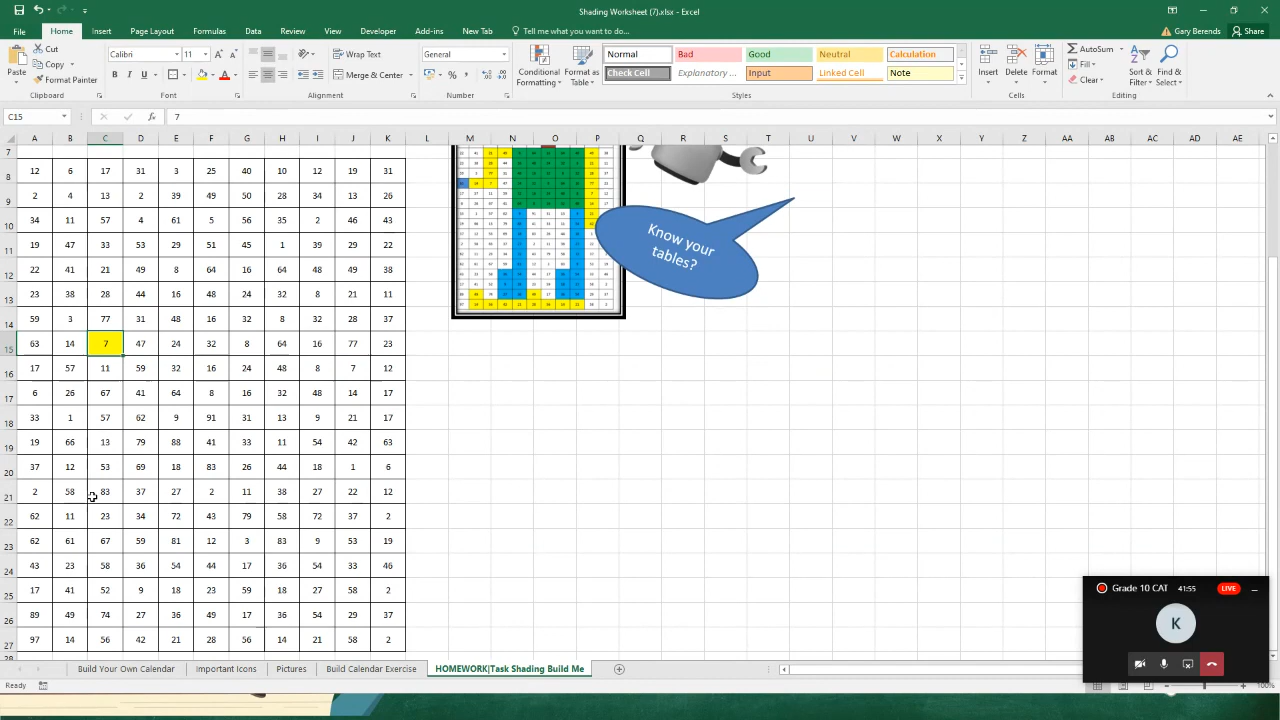 Shading Worksheet (7).xlsx - Excel
File Home Insert Page Layout Formulas Data Review View Developer Add-ins New Tab Tell me what you want to do... Gary Berends Share
Cut
Copy
Format Painter
Paste
Clipboard
Calibri 11
B I U
Font
Wrap Text
Merge & Center
Alignment
General
Number
Conditional Formatting
Format as Table
Normal Bad Good Neutral Calculation
Check Cell Explanatory ... Input Linked Cell Note
Styles
Insert Delete Format
Cells
AutoSum
Fill
Clear
Sort & Filter
Find & Select
Editing
C15 fx 7
A B C D E F G H I J K L M N O P Q R S T U V W X Y Z AA AB AC AD AE
7
8 12 6 17 31 3 25 40 10 12 19 31
9 2 4 13 2 39 49 50 28 34 13 26
10 34 11 57 4 61 5 56 35 2 46 43
11 19 47 33 53 29 51 45 1 39 29 22
12 22 41 21 49 8 64 16 64 48 49 38
13 23 38 28 44 16 48 24 32 8 21 11
14 59 3 77 31 48 16 32 8 32 28 37
15 63 14 7 47 24 32 8 64 16 77 23
16 17 57 11 59 32 16 24 48 8 7 12
17 6 26 67 41 64 8 16 32 48 14 17
18 33 1 57 62 9 91 31 13 9 21 17
19 19 66 13 79 88 41 33 11 54 42 63
20 37 12 53 69 18 83 26 44 18 1 6
21 2 58 83 37 27 2 11 38 27 22 12
22 62 11 23 34 72 43 79 58 72 37 2
23 62 61 67 59 81 12 3 83 9 53 19
24 43 23 58 36 54 44 17 36 54 33 46
25 17 41 52 9 18 23 59 18 27 58 2
26 89 49 74 27 36 49 17 36 54 29 37
27 97 14 56 42 21 28 56 14 21 58 2
28
Know your
tables?
Build Your Own Calendar Important Icons Pictures Build Calendar Exercise HOMEWORK|Task Shading Build Me
Ready
100%
Grade 10 CAT 41:55 LIVE
K